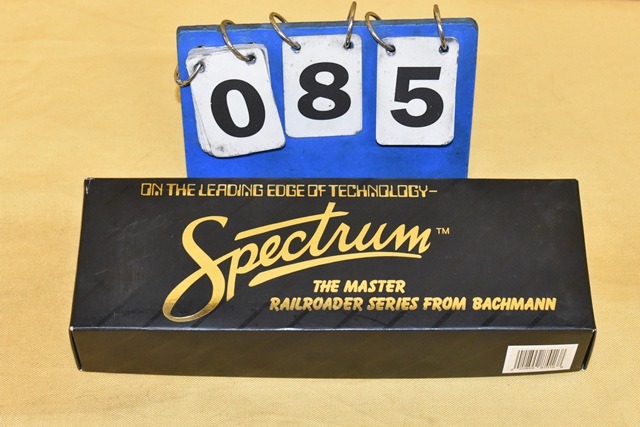 085
ON THE LEADING EDGE OF TECHNOLOGY-
Spectrum™
THE MASTER
RAILROADER SERIES FROM BACHMANN